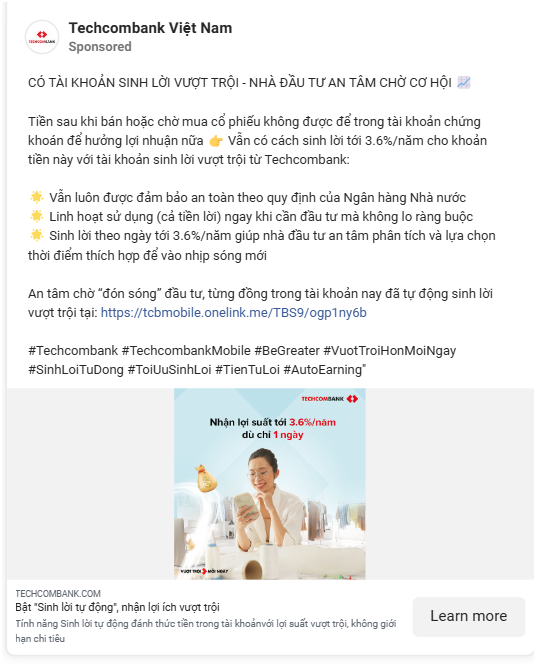 TECHCOMBANK
Techcombank Việt Nam
Sponsored
CÓ TÀI KHOẢN SINH LỜI VƯỢT TRỘI - NHÀ ĐẦU TƯ AN TÂM CHỜ CƠ HỘI 📈
Tiền sau khi bán hoặc chờ mua cổ phiếu không được để trong tài khoản chứng
khoán để hưởng lợi nhuận nữa 👉 Vẫn có cách sinh lời tới 3.6%/năm cho khoản
tiền này với tài khoản sinh lời vượt trội từ Techcombank:
🌟 Vẫn luôn được đảm bảo an toàn theo quy định của Ngân hàng Nhà nước
🌟 Linh hoạt sử dụng (cả tiền lời) ngay khi cần đầu tư mà không lo ràng buộc
🌟 Sinh lời theo ngày tới 3.6%/năm giúp nhà đầu tư an tâm phân tích và lựa chọn
thời điểm thích hợp để vào nhịp sóng mới
An tâm chờ “đón sóng” đầu tư, từng đồng trong tài khoản nay đã tự động sinh lời
vượt trội tại: https://tcbmobile.onelink.me/TBS9/ogp1ny6b
#Techcombank #TechcombankMobile #BeGreater #VuotTroiHonMoiNgay
#SinhLoiTuDong #ToiUuSinhLoi #TienTuLoi #AutoEarning"
TECHCOMBANK
Nhận lợi suất tới 3.6%/năm
dù chỉ 1 ngày
VƯỢT TRỘI MỖI NGÀY
TECHCOMBANK.COM
Bật "Sinh lời tự động", nhận lợi ích vượt trội
Tính năng Sinh lời tự động đánh thức tiền trong tài khoảnvới lợi suất vượt trội, không giới
hạn chi tiêu
Learn more